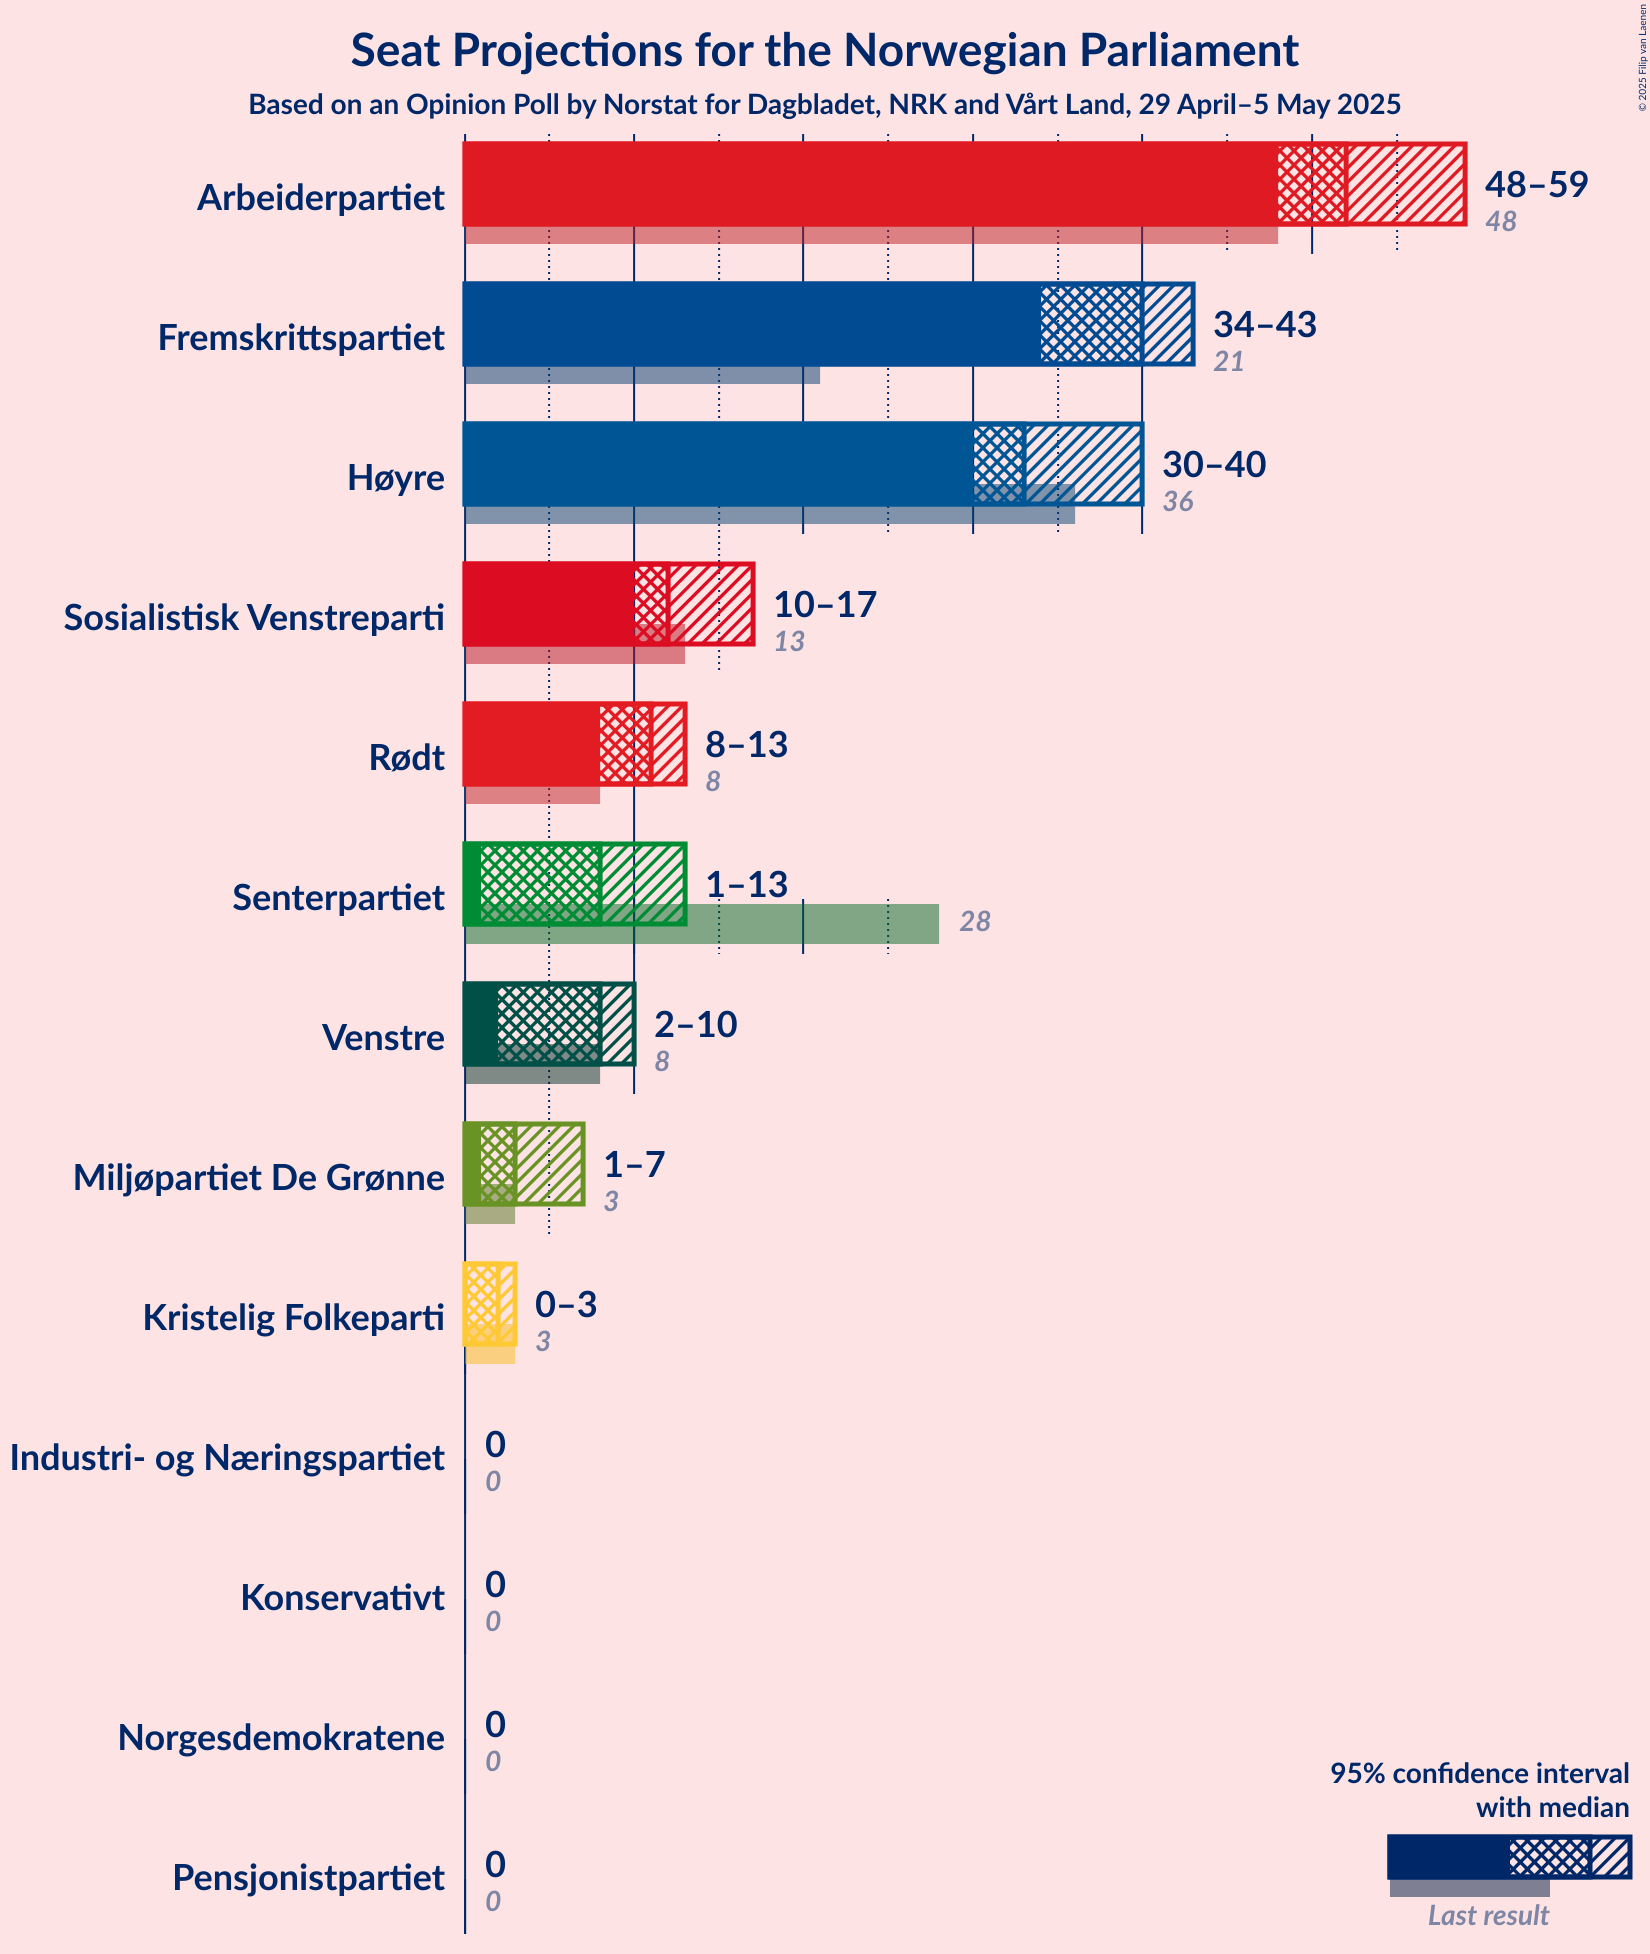 Seat Projections for the Norwegian Parliament
Based on an Opinion Poll by Norstat for Dagbladet, NRK and Vårt Land, 29 April–5 May 2025
© 2025 Filip van Laenen
Arbeiderpartiet
48–59
48
Fremskrittspartiet
34–43
21
Høyre
30–40
36
Sosialistisk Venstreparti
10–17
13
Rødt
8–13
8
Senterpartiet
1–13
28
Venstre
2–10
8
Miljøpartiet De Grønne
1–7
3
Kristelig Folkeparti
0–3
3
Industri- og Næringspartiet
0
0
Konservativt
0
0
Norgesdemokratene
0
0
Pensjonistpartiet
0
0
95% confidence interval
with median
Last result